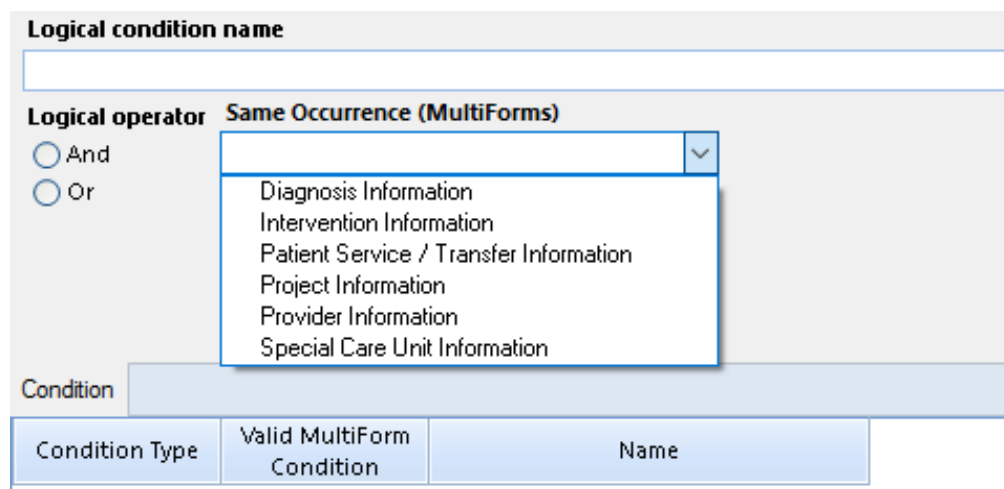 Logical condition name
Logical operator Same Occurrence (MultiForms)
And
Or
Diagnosis Information
Intervention Information
Patient Service / Transfer Information
Project Information
Provider Information
Special Care Unit Information
Condition
Condition Type
Valid MultiForm
Condition
Name